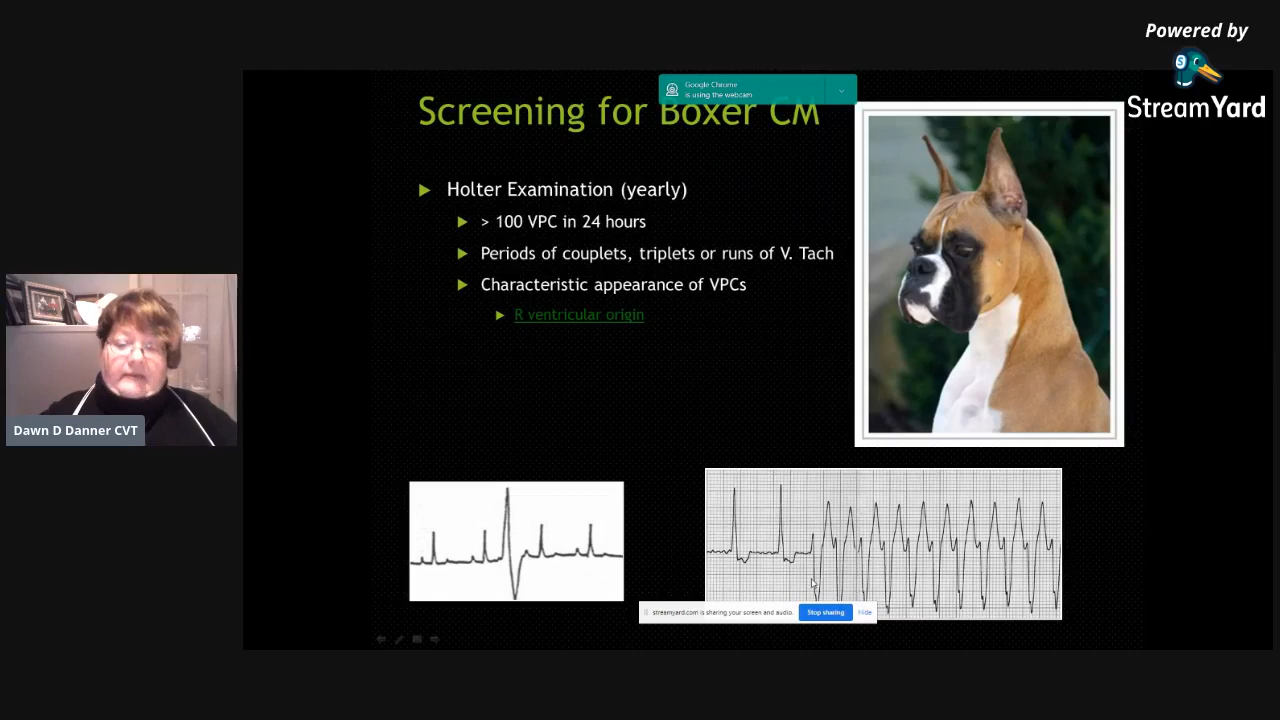 Powered by
StreamYard
Google Chrome
is using the webcam
Screening for Boxer CM
Holter Examination (yearly)
> 100 VPC in 24 hours
Periods of couplets, triplets or runs of V. Tach
Characteristic appearance of VPCs
R ventricular origin
Dawn D Danner CVT
streamyard.com is sharing your screen and audio.
Stop sharing
Hide